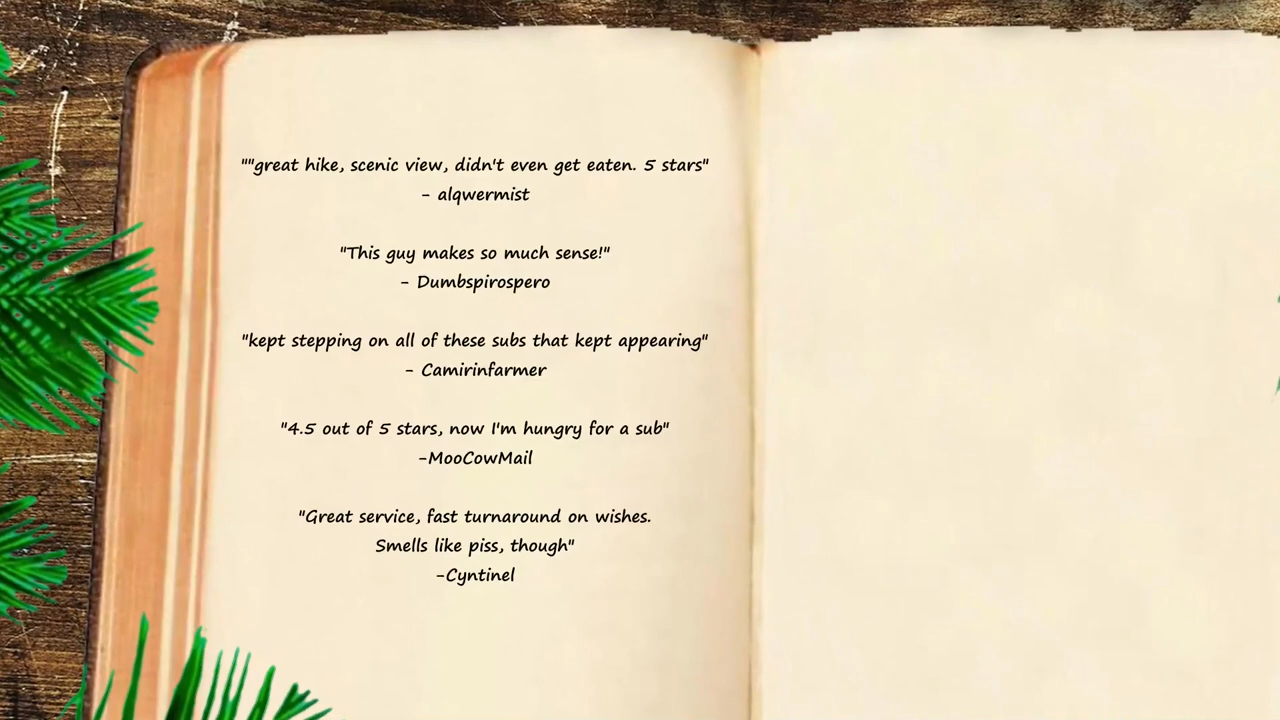 ""great hike, scenic view, didn't even get eaten. 5 stars"
- alqwermist
"This guy makes so much sense!"
- Dumbspirospero
"kept stepping on all of these subs that kept appearing"
- Camirinfarmer
"4.5 out of 5 stars, now I'm hungry for a sub"
-MooCowMail
"Great service, fast turnaround on wishes.
Smells like piss, though"
-Cyntinel